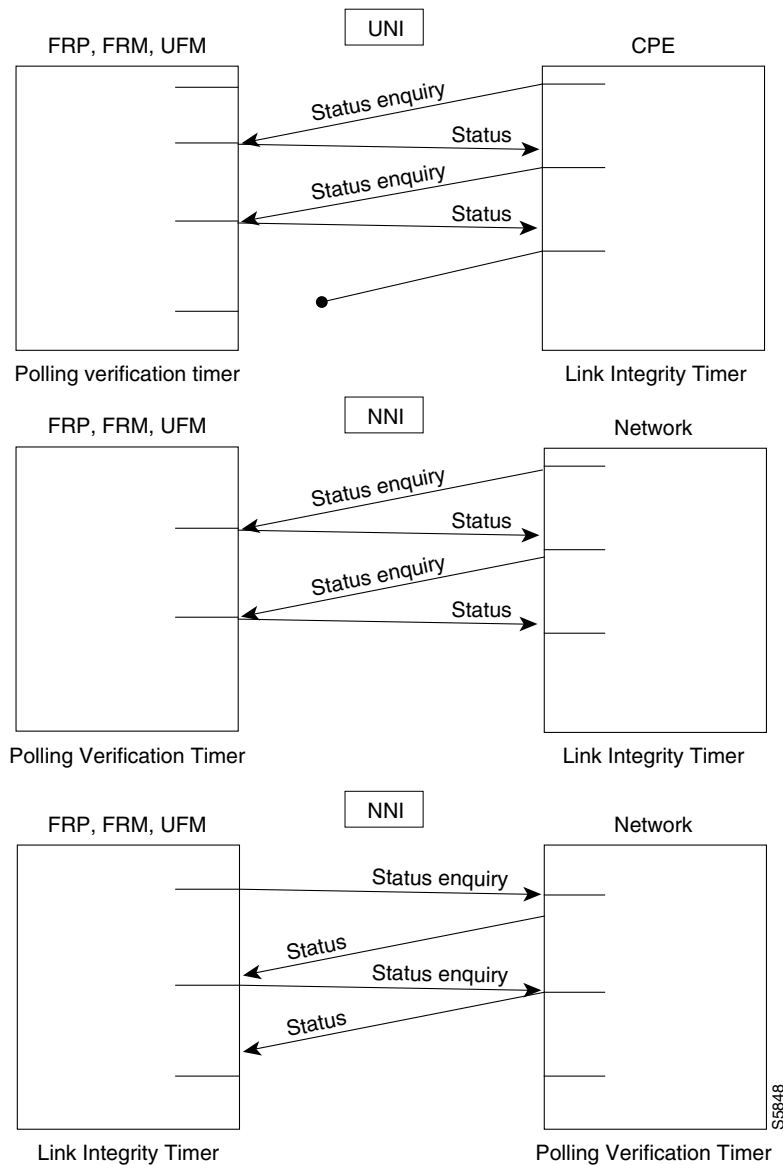 UNI
FRP, FRM, UFM
CPE
Status enquiry
Status
Status enquiry
Status
Polling verification timer
Link Integrity Timer
NNI
FRP, FRM, UFM
Network
Status enquiry
Status
Status enquiry
Status
Polling Verification Timer
Link Integrity Timer
NNI
FRP, FRM, UFM
Network
Status enquiry
Status
Status enquiry
Status
Link Integrity Timer
Polling Verification Timer
S5848